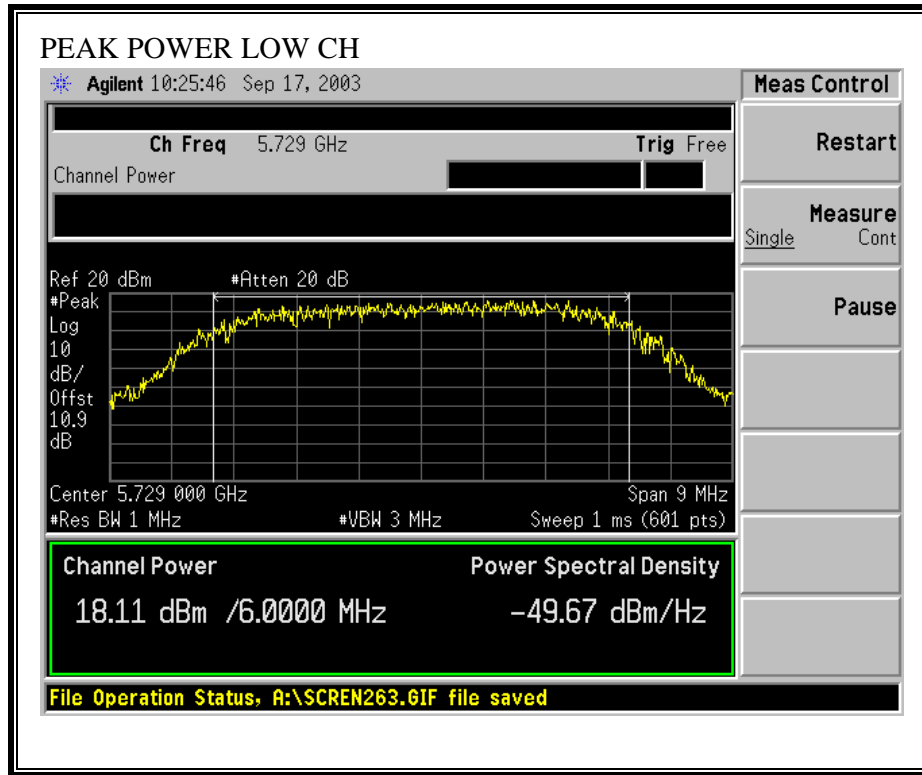 PEAK POWER LOW CH
Agilent 10:25:46 Sep 17, 2003
Meas Control
Ch Freq 5.729 GHz Trig Free
Restart
Channel Power
Measure
Single Cont
Ref 20 dBm #Atten 20 dB
#Peak
Pause
Log
10
dB/
Offst
10.9
dB
Center 5.729 000 GHz Span 9 MHz
#Res BW 1 MHz #VBW 3 MHz Sweep 1 ms (601 pts)
Channel Power Power Spectral Density
18.11 dBm /6.0000 MHz -49.67 dBm/Hz
File Operation Status, A:\SCREN263.GIF file saved